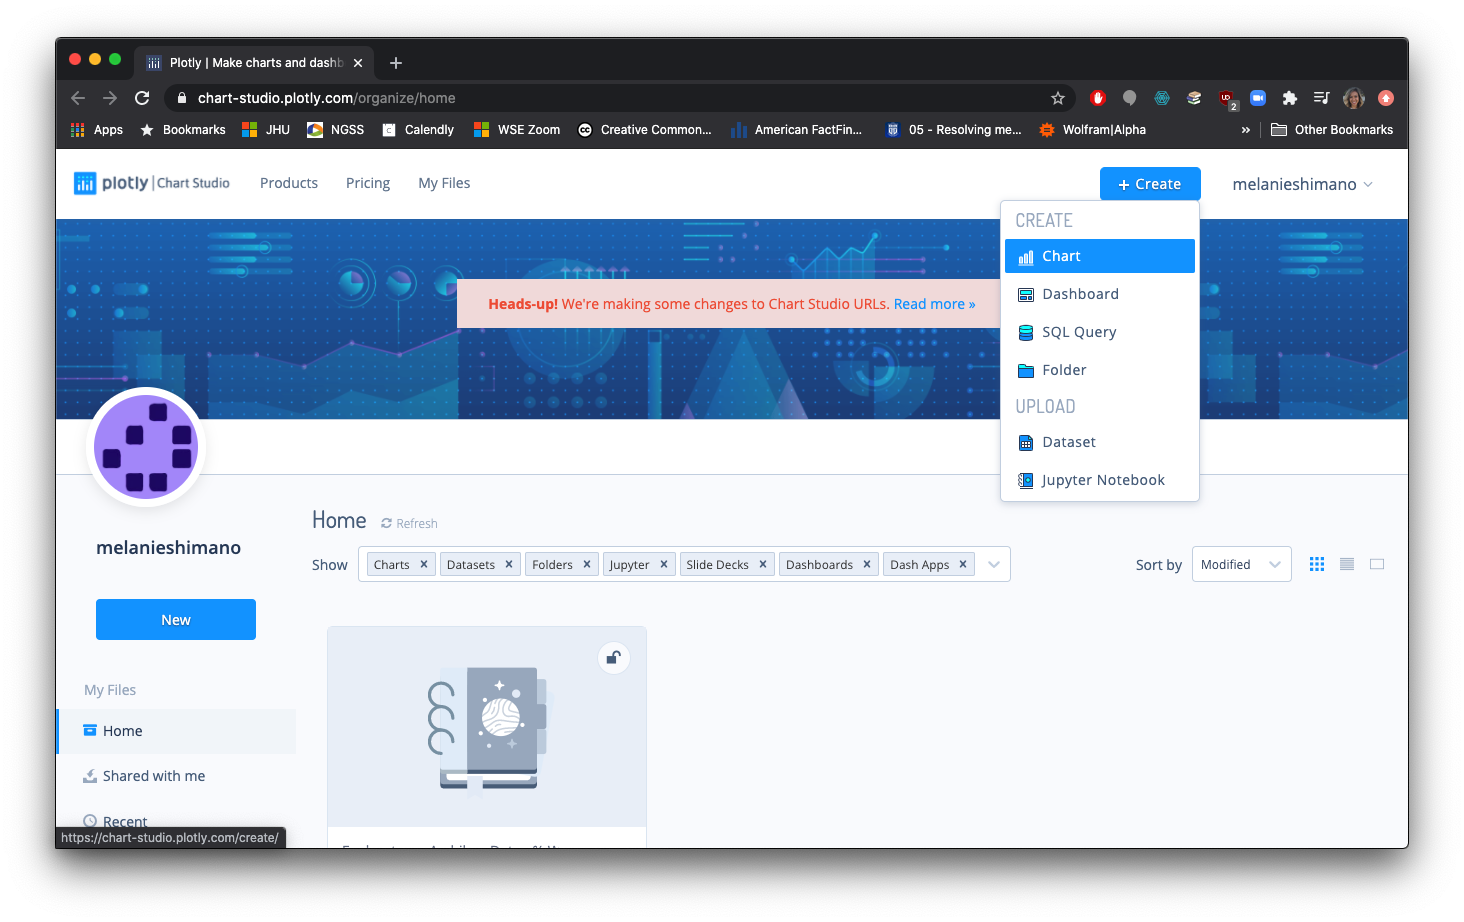 Plotly | Make charts and dashb
chart-studio.plotly.com/organize/home
2
Apps Bookmarks JHU NGSS Calendly WSE Zoom Creative Common... American FactFin... 05 - Resolving me... Wolfram|Alpha » Other Bookmarks
plotly | Chart Studio Products Pricing My Files + Create melanieshimano
CREATE
Chart
Dashboard
SQL Query
Folder
UPLOAD
Dataset
Jupyter Notebook
Heads-up! We're making some changes to Chart Studio URLs. Read more »
melanieshimano
New
My Files
Home
Shared with me
Recent
https://chart-studio.plotly.com/create/
Home Refresh
Show Charts × Datasets × Folders × Jupyter × Slide Decks × Dashboards × Dash Apps ×
Sort by Modified